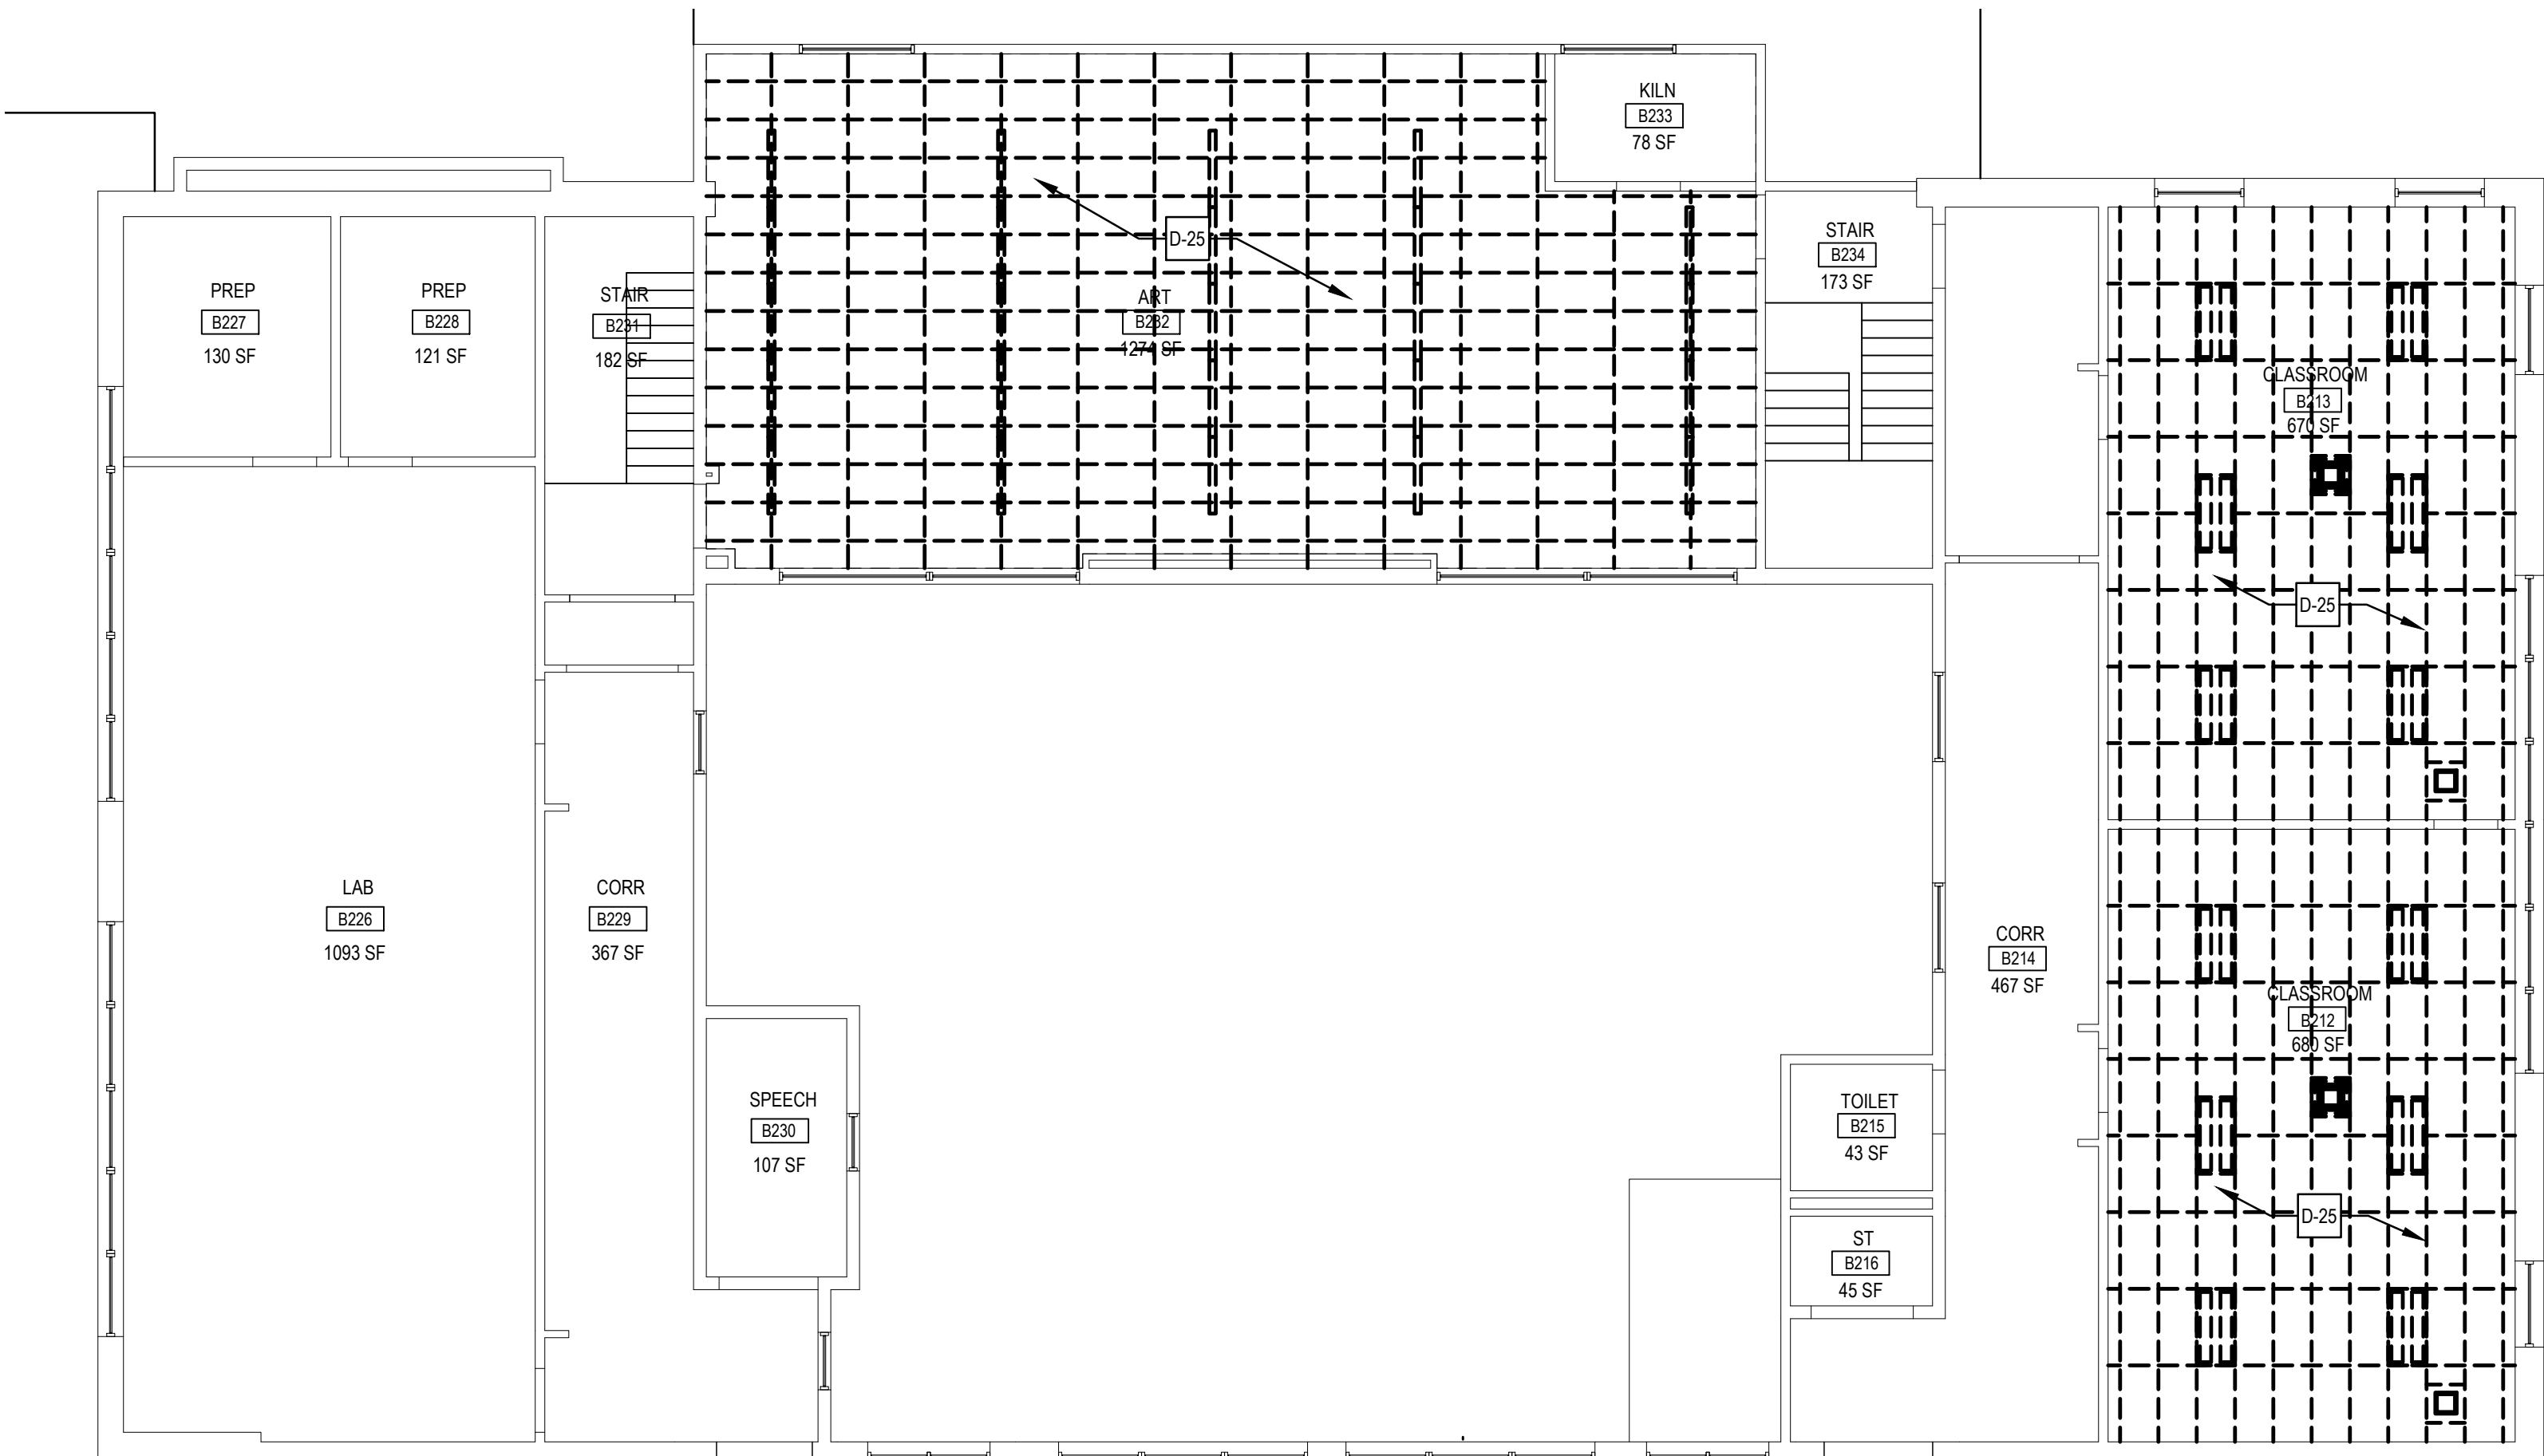 KILN
B233
78 SF
D-25
STAIR
B234
173 SF
PREP
B227
130 SF
PREP
B228
121 SF
STAIR
B231
182 SF
ART
B232
1274 SF
CLASSROOM
B213
670 SF
D-25
LAB
B226
1093 SF
CORR
B229
367 SF
CORR
B214
467 SF
CLASSROOM
B212
680 SF
SPEECH
B230
107 SF
TOILET
B215
43 SF
D-25
ST
B216
45 SF